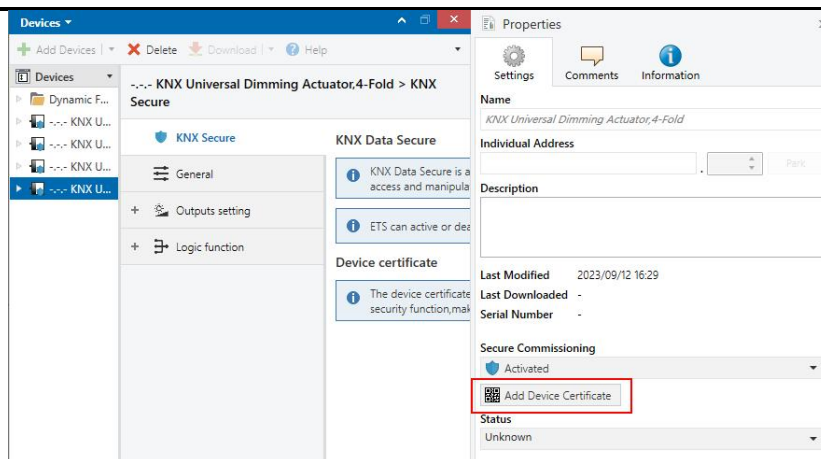 Devices
Add Devices
Delete
Download
Help
Devices
Dynamic F...
-.-.- KNX U...
-.-.- KNX U...
-.-.- KNX U...
-.-.- KNX U...
-.-.- KNX Universal Dimming Actuator,4-Fold > KNX
Secure
KNX Secure
General
+ Outputs setting
+ Logic function
KNX Data Secure
KNX Data Secure is a
access and manipula
ETS can active or dea
Device certificate
The device certificate
security function,mak
Properties
Settings
Comments
Information
Name
KNX Universal Dimming Actuator,4-Fold
Individual Address
. Park
Description
Last Modified 2023/09/12 16:29
Last Downloaded -
Serial Number -
Secure Commissioning
Activated
Add Device Certificate
Status
Unknown